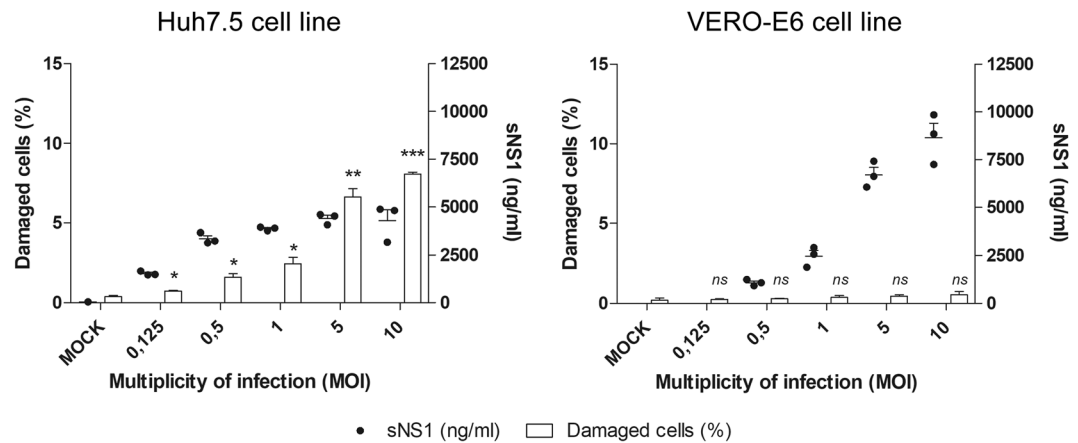 Huh7.5 cell line
15
10
5
0
Damaged cells (%)
* * * ** ***
12500
10000
7500
5000
2500
0
sNS1 (ng/ml)
MOCK 0,125 0,5 1 5 10
Multiplicity of infection (MOI)
VERO-E6 cell line
15
10
5
0
Damaged cells (%)
ns ns ns ns ns
12500
10000
7500
5000
2500
0
sNS1 (ng/ml)
MOCK 0,125 0,5 1 5 10
Multiplicity of infection (MOI)
sNS1 (ng/ml) Damaged cells (%)